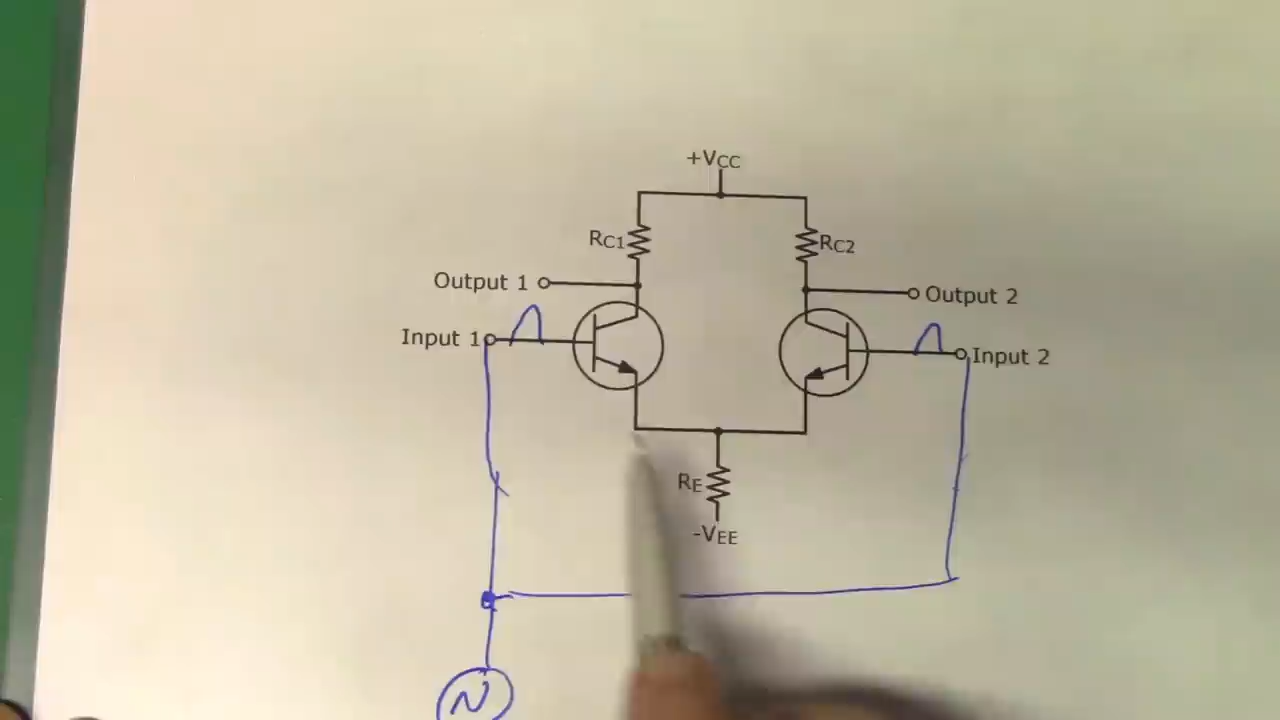 +VCC
RC1
RC2
Output 1
Output 2
Input 1
Input 2
RE
-VEE
N